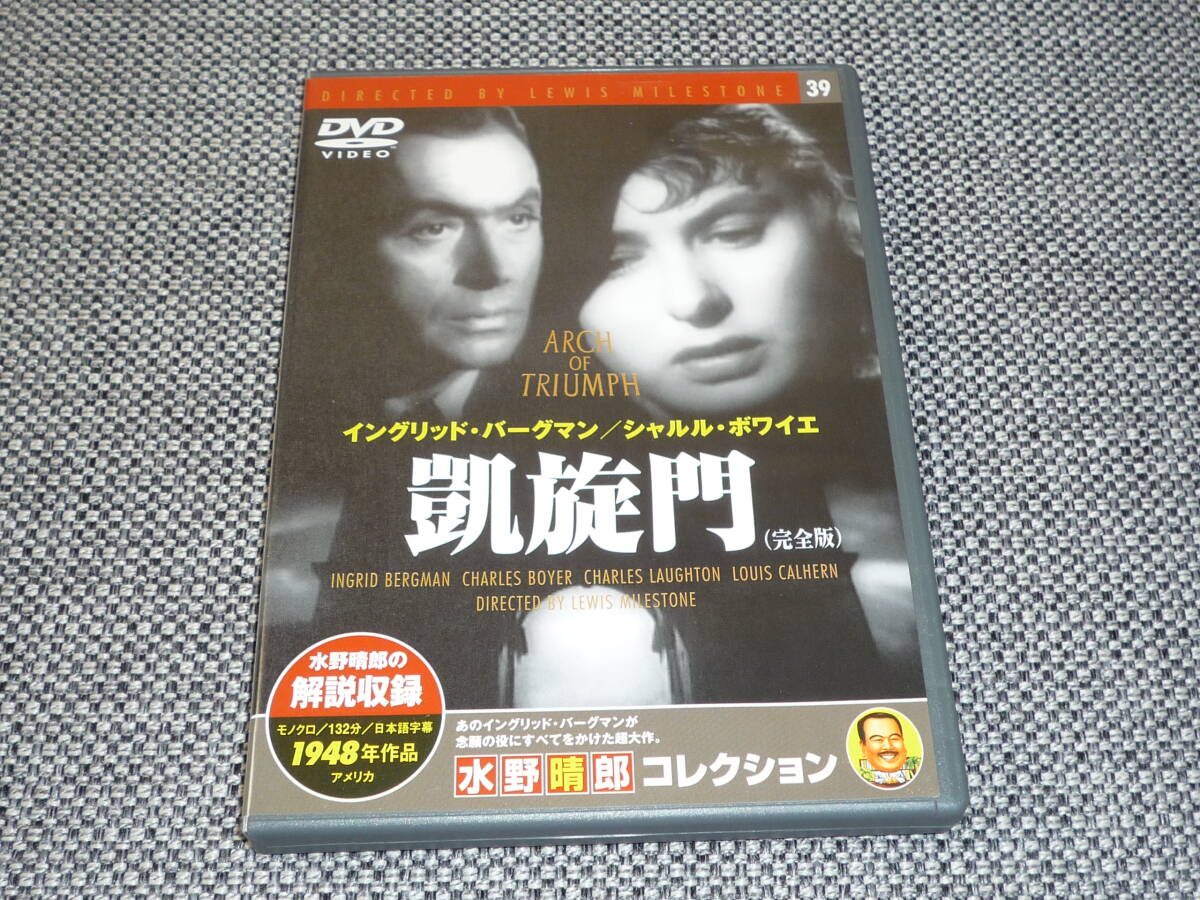 DIRECTED BY LEWIS MILESTONE 39
DVD
VIDEO
ARCH
OF
TRIUMPH
イングリッド・バーグマン/シャルル・ボワイエ
凱旋門(完全版)
INGRID BERGMAN CHARLES BOYER CHARLES LAUGHTON LOUIS CALHERN
DIRECTED BY LEWIS MILESTONE
水野晴郎の
解説収録
モノクロ/132分/日本語字幕
1948年作品
アメリカ
あのイングリッド・バーグマンが
念願の役にすべてをかけた超大作。
水野晴郎コレクション